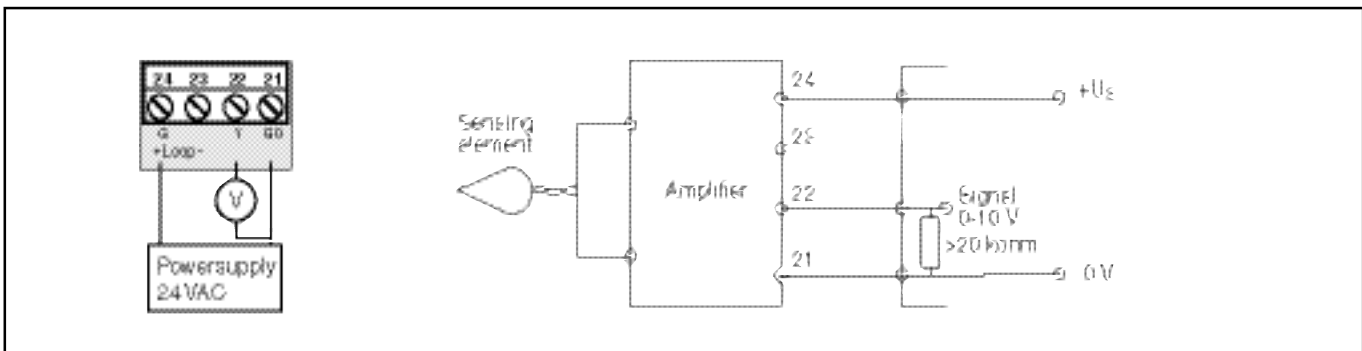 24 23 22 21
G Y G0
+Loop-
V
Powersupply
24 VAC
Sensing
element
Amplifier
24
23
22
21
+UE
Signal
0-10 V
>20 kohm
0 V